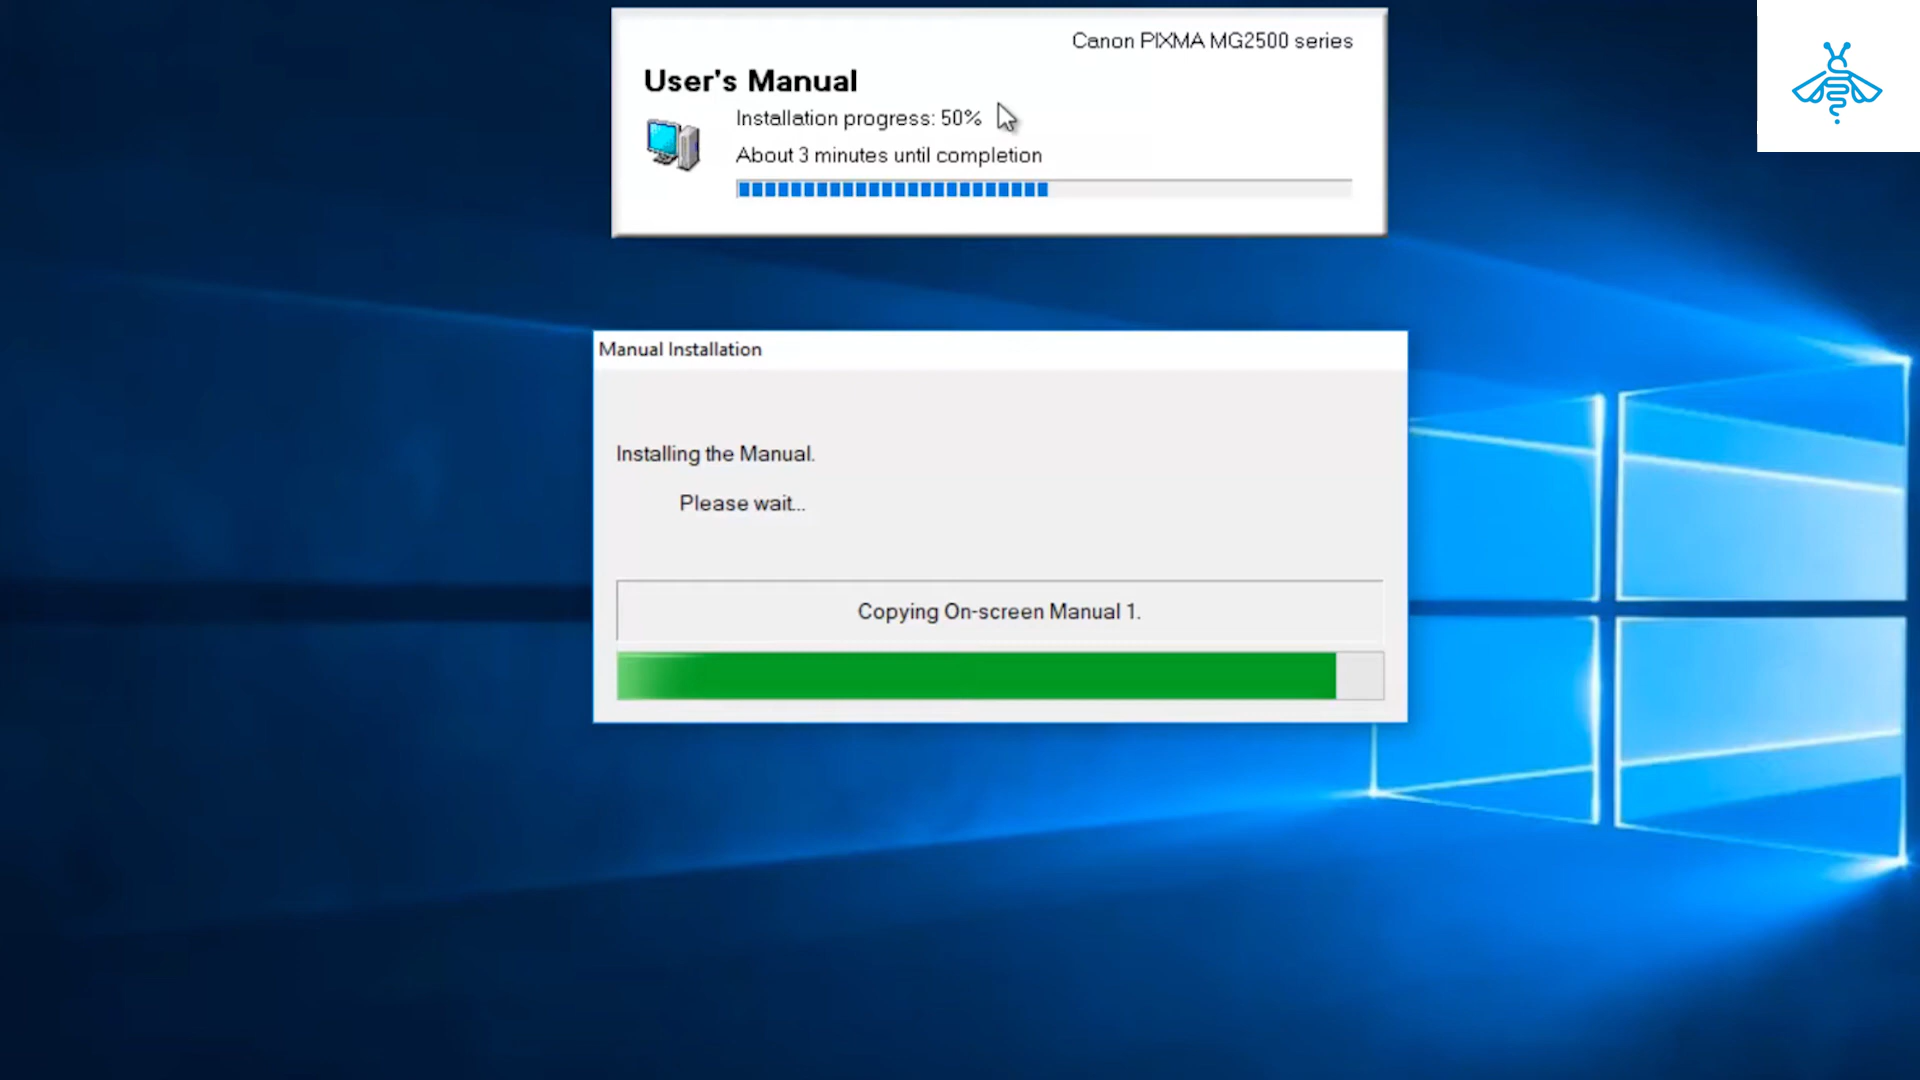 Canon PIXMA MG2500 series
User's Manual
Installation progress: 50%
About 3 minutes until completion
Manual Installation
Installing the Manual.
Please wait...
Copying On-screen Manual 1.